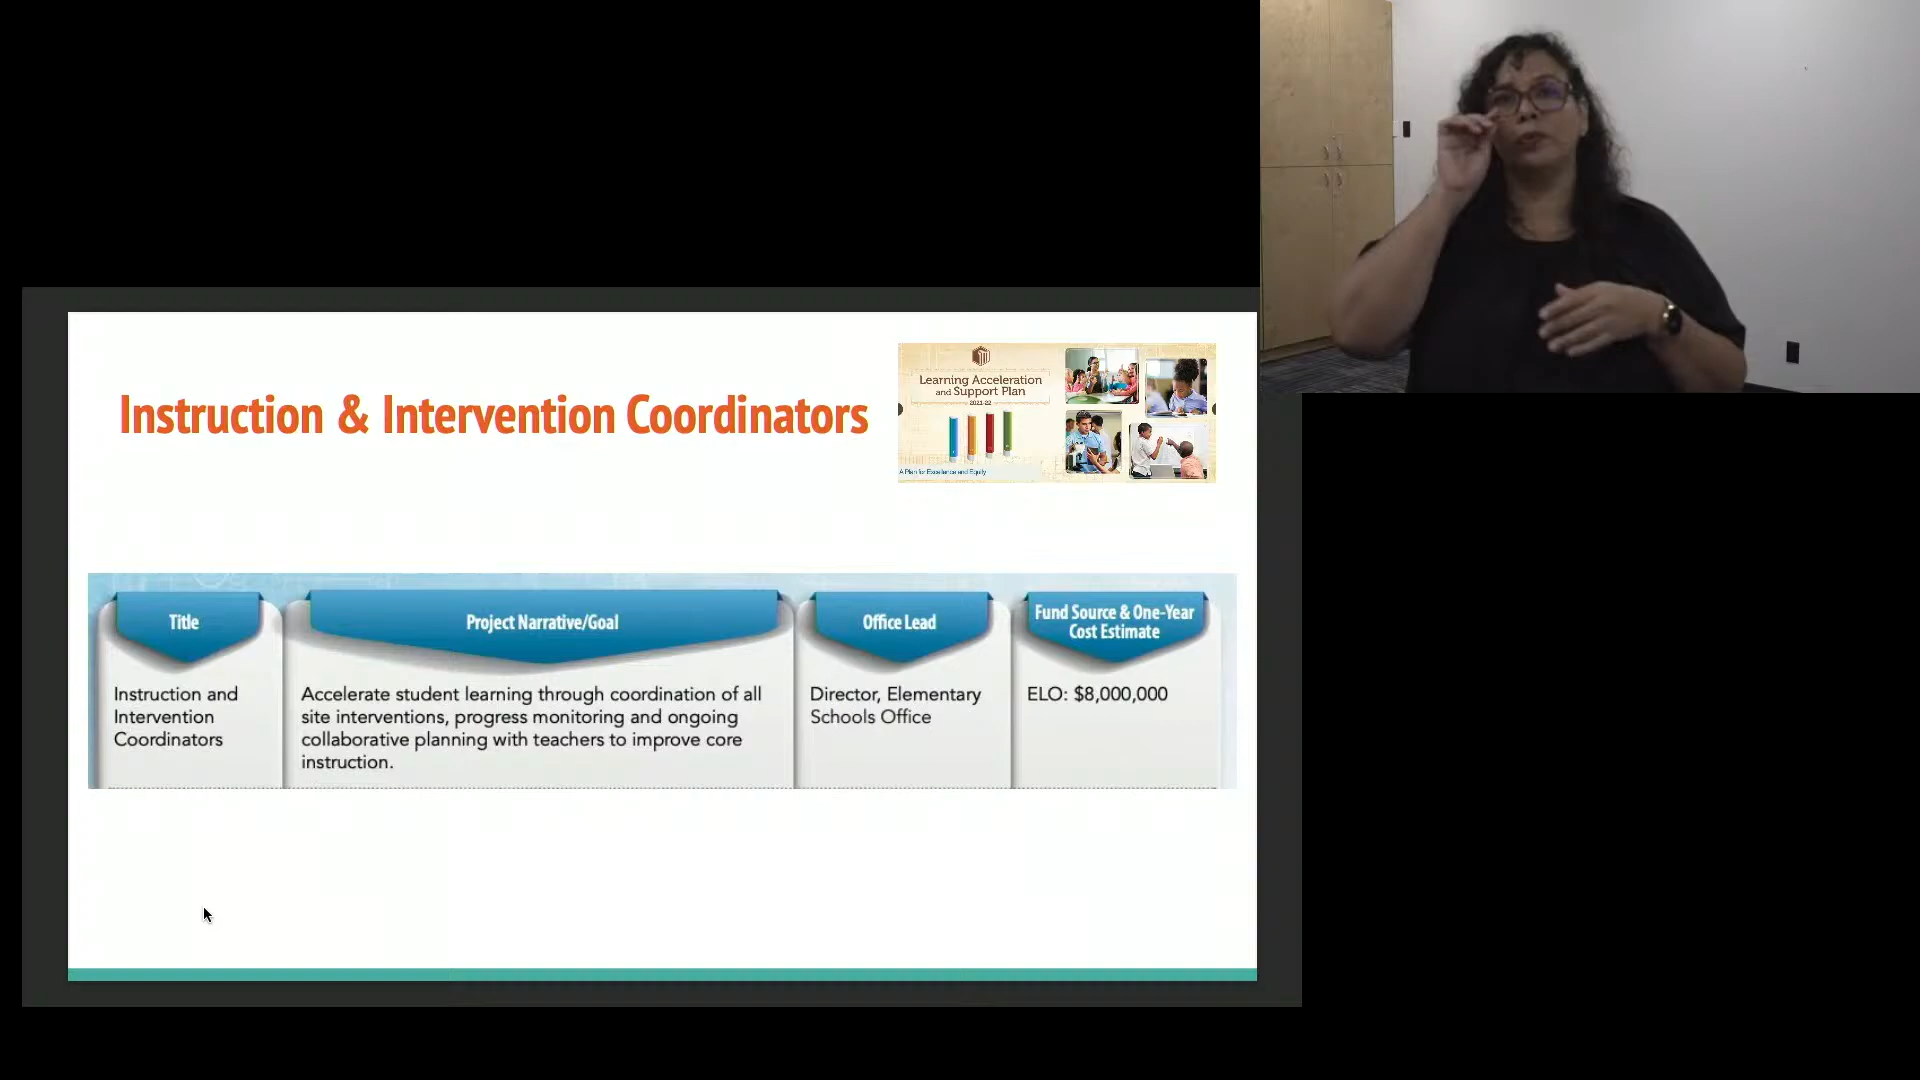 Instruction & Intervention Coordinators
Learning Acceleration
and Support Plan
2021-22
A Plan for Excellence and Equity
Title
Project Narrative/Goal
Office Lead
Fund Source & One-Year
Cost Estimate
Instruction and
Intervention
Coordinators
Accelerate student learning through coordination of all
site interventions, progress monitoring and ongoing
collaborative planning with teachers to improve core
instruction.
Director, Elementary
Schools Office
ELO: $8,000,000